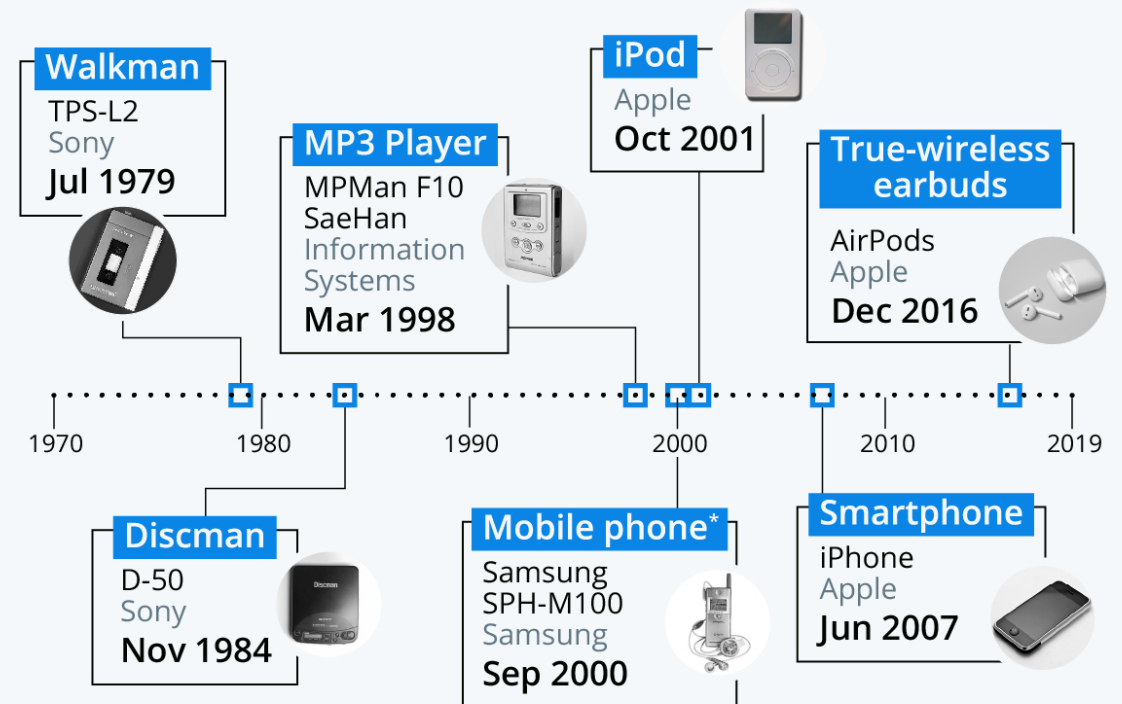 Walkman
TPS-L2
Sony
Jul 1979
MP3 Player
MPMan F10
SaeHan
Information
Systems
Mar 1998
iPod
Apple
Oct 2001
True-wireless
earbuds
AirPods
Apple
Dec 2016
1970
1980
1990
2000
2010
2019
Discman
D-50
Sony
Nov 1984
Discman
Mobile phone*
Samsung
SPH-M100
Samsung
Sep 2000
Smartphone
iPhone
Apple
Jun 2007